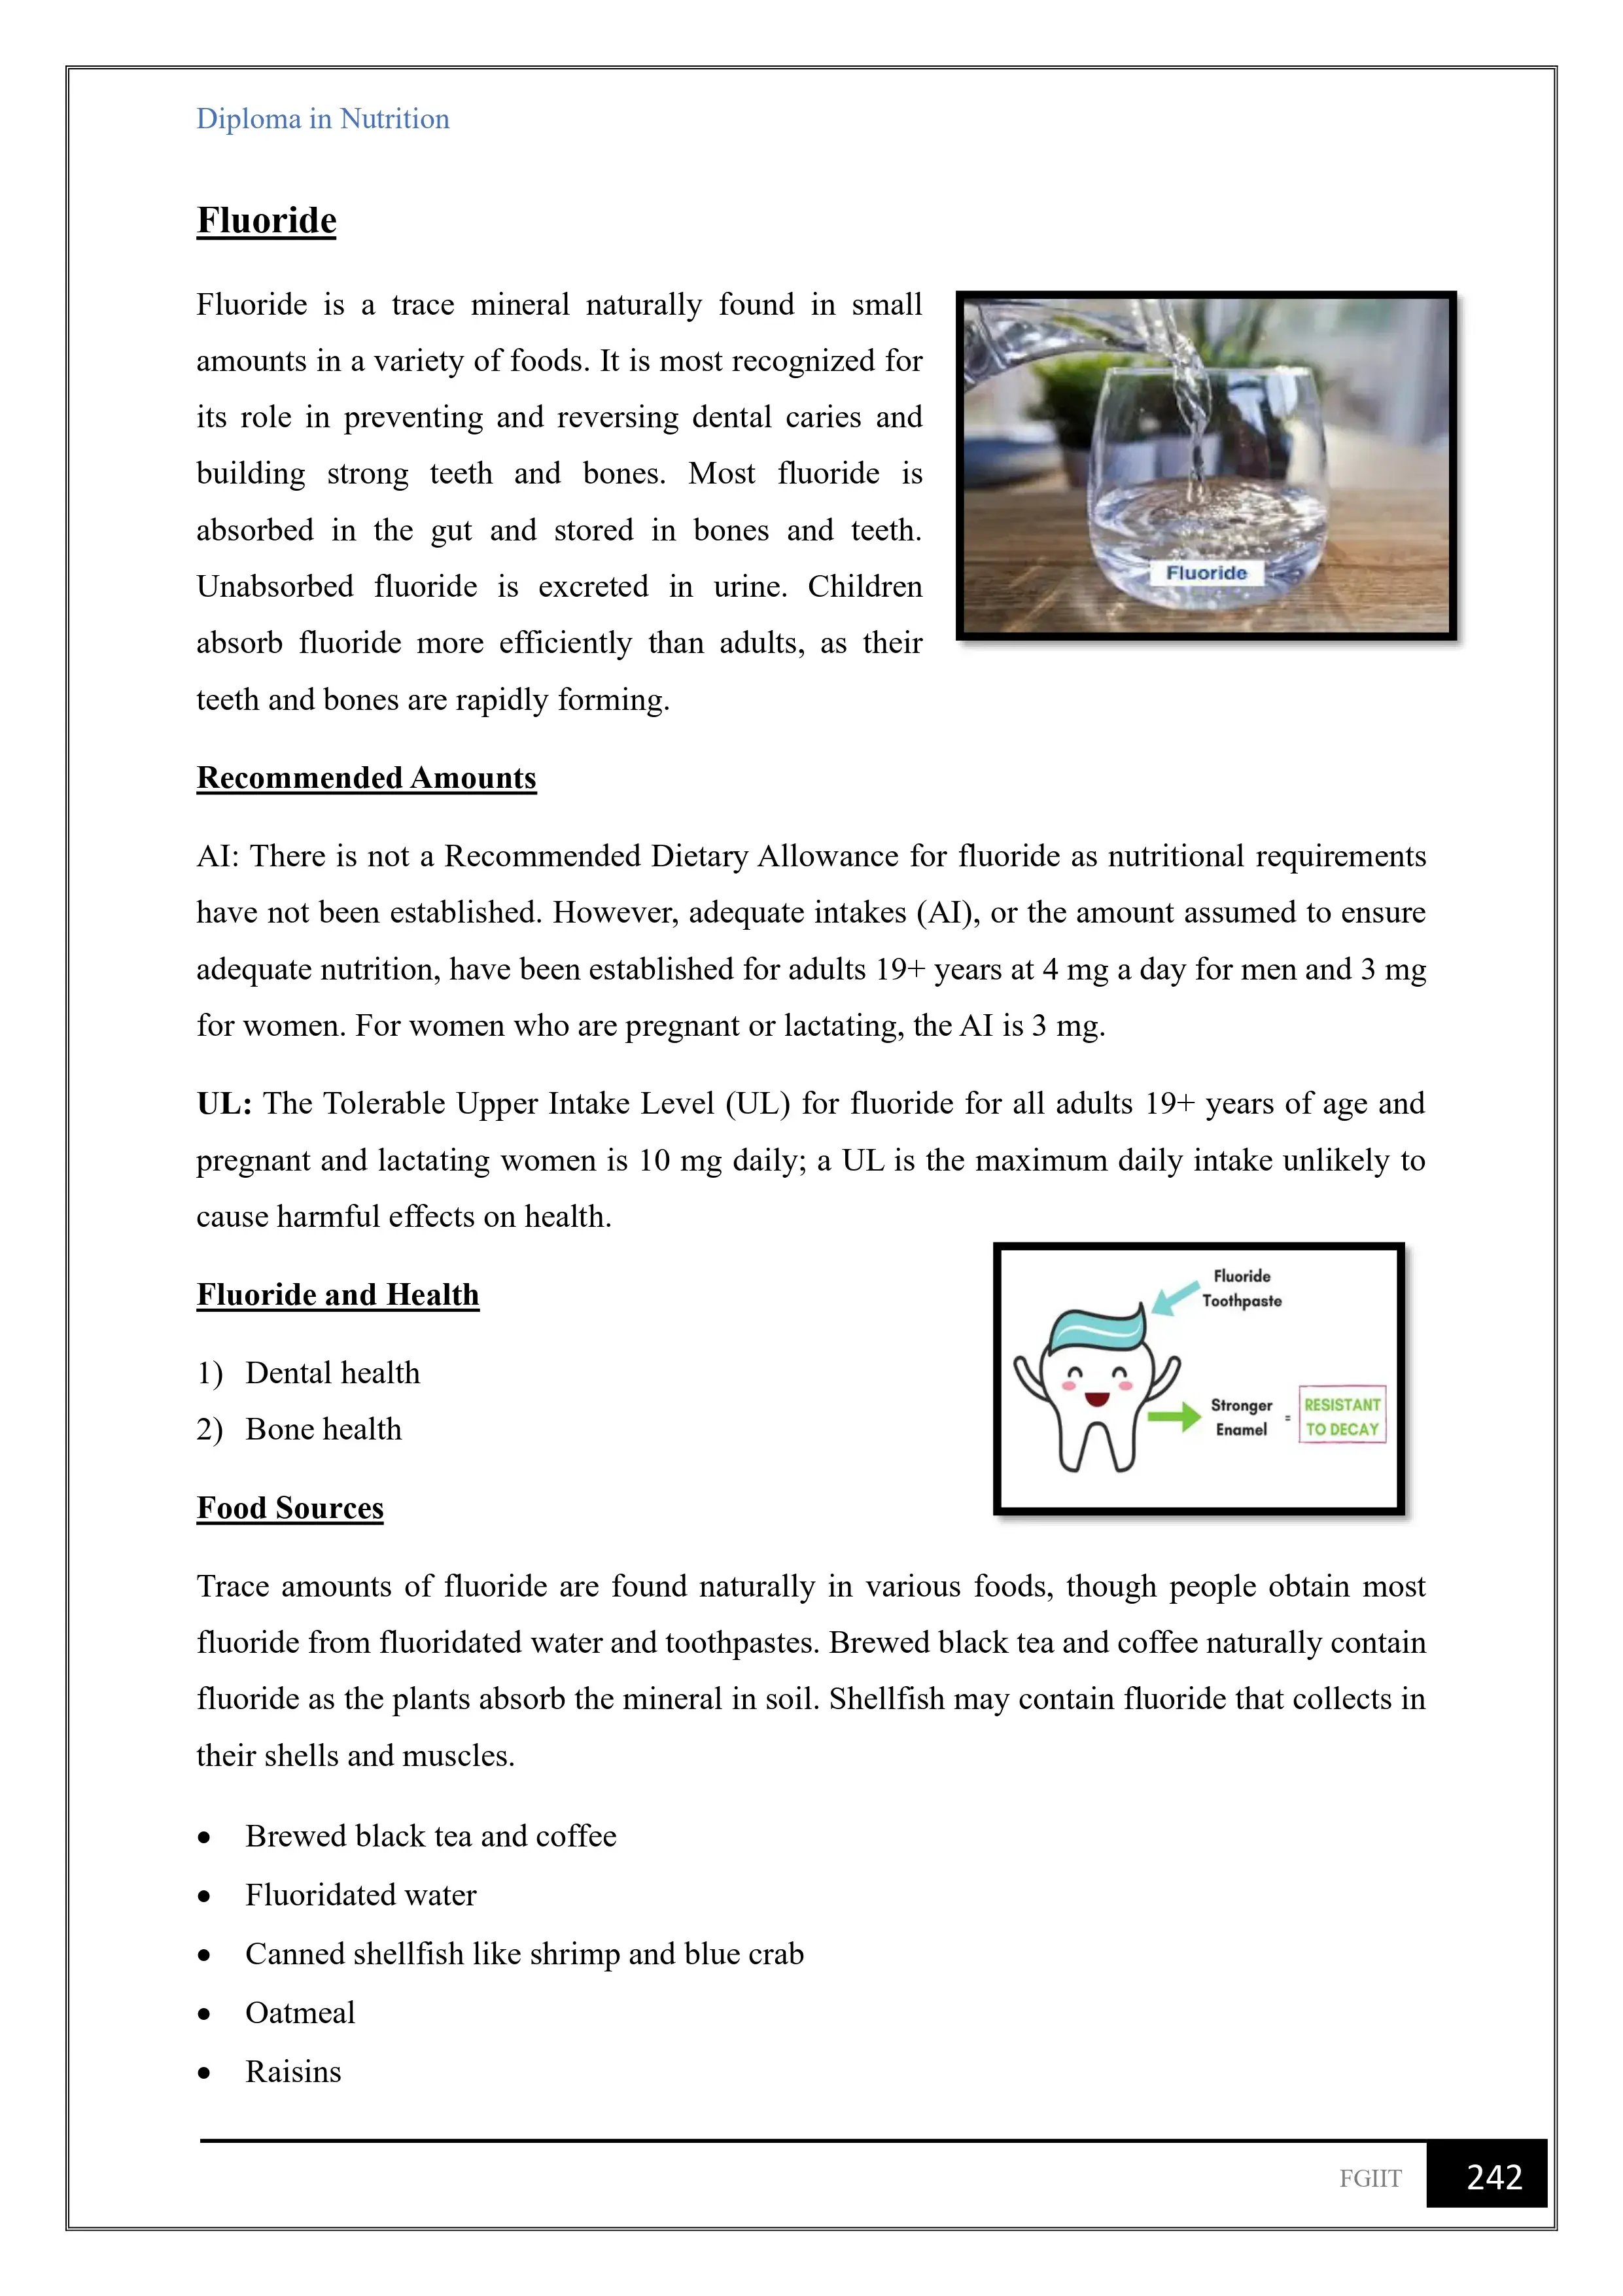 Diploma in Nutrition
Fluoride
Fluoride is a trace mineral naturally found in small
amounts in a variety of foods. It is most recognized for
its role in preventing and reversing dental caries and
building strong teeth and bones. Most fluoride is
absorbed in the gut and stored in bones and teeth.
Unabsorbed fluoride is excreted in urine. Children
absorb fluoride more efficiently than adults, as their
teeth and bones are rapidly forming.
Fluoride
Recommended Amounts
AI: There is not a Recommended Dietary Allowance for fluoride as nutritional requirements
have not been established. However, adequate intakes (AI), or the amount assumed to ensure
adequate nutrition, have been established for adults 19+ years at 4 mg a day for men and 3 mg
for women. For women who are pregnant or lactating, the AI is 3 mg.
UL: The Tolerable Upper Intake Level (UL) for fluoride for all adults 19+ years of age and
pregnant and lactating women is 10 mg daily; a UL is the maximum daily intake unlikely to
cause harmful effects on health.
Fluoride and Health
1) Dental health
2) Bone health
Fluoride
Toothpaste
Stronger
Enamel
=
RESISTANT
TO DECAY
Food Sources
Trace amounts of fluoride are found naturally in various foods, though people obtain most
fluoride from fluoridated water and toothpastes. Brewed black tea and coffee naturally contain
fluoride as the plants absorb the mineral in soil. Shellfish may contain fluoride that collects in
their shells and muscles.
• Brewed black tea and coffee
• Fluoridated water
• Canned shellfish like shrimp and blue crab
• Oatmeal
• Raisins
FGIIT 242